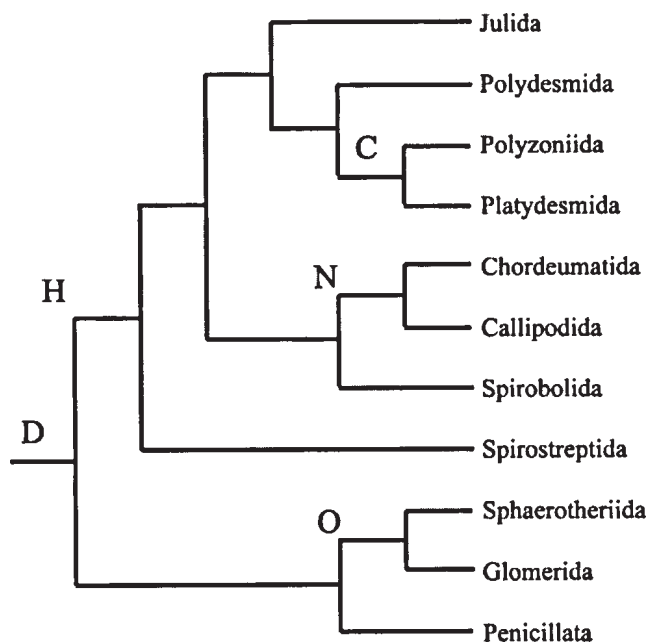 Julida
Polydesmida
C
Polyzoniida
Platydesmida
Chordeumatida
H
N
Callipodida
Spirobolida
D
Spirostreptida
O
Sphaerotheriida
Glomerida
Penicillata